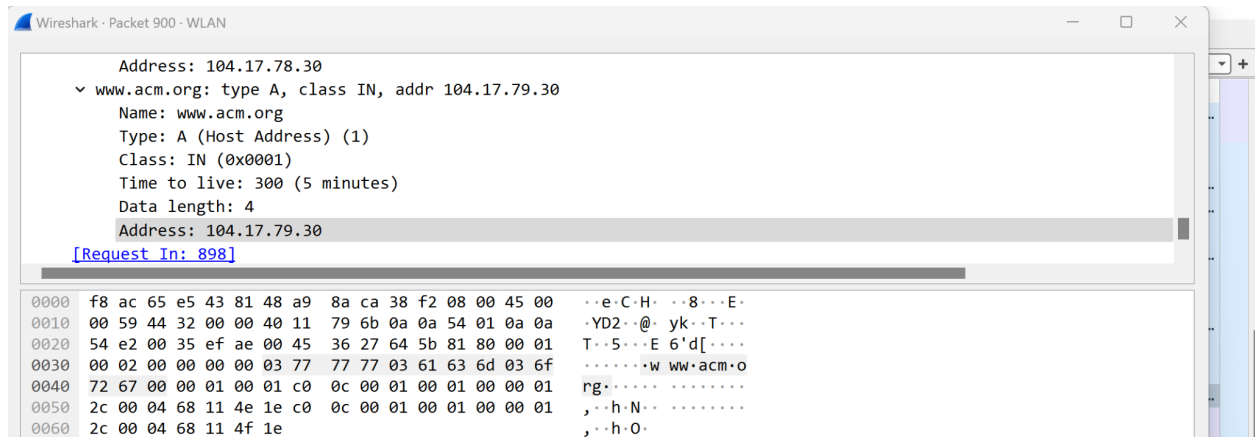 Wireshark · Packet 900 · WLAN
Address: 104.17.78.30
www.acm.org: type A, class IN, addr 104.17.79.30
Name: www.acm.org
Type: A (Host Address) (1)
Class: IN (0x0001)
Time to live: 300 (5 minutes)
Data length: 4
Address: 104.17.79.30
[Request In: 898]
0000 f8 ac 65 e5 43 81 48 a9 8a ca 38 f2 08 00 45 00 ··e·C·H· ··8···E·
0010 00 59 44 32 00 00 40 11 79 6b 0a 0a 54 01 0a 0a ·YD2··@· yk··T···
0020 54 e2 00 35 ef ae 00 45 36 27 64 5b 81 80 00 01 T··5···E 6'd[····
0030 00 02 00 00 00 00 03 77 77 77 03 61 63 6d 03 6f ·······w ww·acm·o
0040 72 67 00 00 01 00 01 c0 0c 00 01 00 01 00 00 01 rg······ ········
0050 2c 00 04 68 11 4e 1e c0 0c 00 01 00 01 00 00 01 ,··h·N·· ········
0060 2c 00 04 68 11 4f 1e ,··h·O·